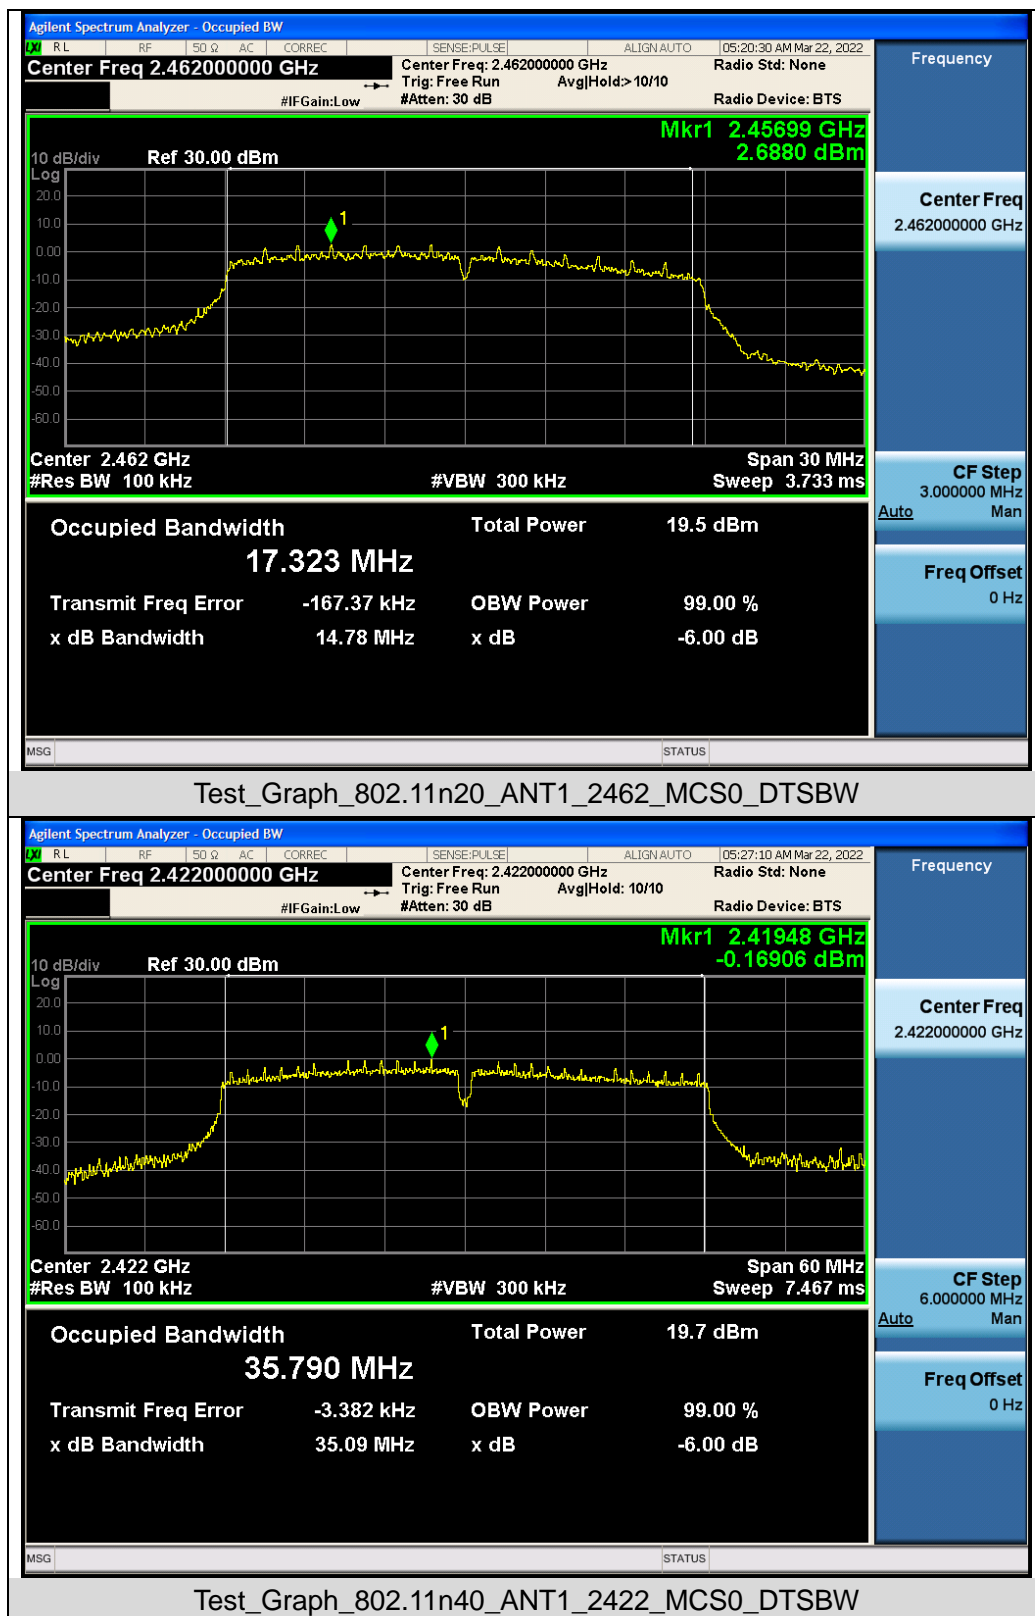 Agilent Spectrum Analyzer - Occupied BW
LXI RL RF 50 Ω AC CORREC SENSE:PULSE ALIGN AUTO 05:20:30 AM Mar 22, 2022
Center Freq 2.462000000 GHz Center Freq: 2.462000000 GHz Radio Std: None
Trig: Free Run Avg|Hold:> 10/10
#IFGain:Low #Atten: 30 dB Radio Device: BTS
Frequency
Mkr1 2.45699 GHz
2.6880 dBm
10 dB/div Ref 30.00 dBm
Log
20.0
10.0
0.00
-10.0
-20.0
-30.0
-40.0
-50.0
-60.0
1
Center 2.462 GHz Span 30 MHz
#Res BW 100 kHz #VBW 300 kHz Sweep 3.733 ms
Center Freq
2.462000000 GHz
CF Step
3.000000 MHz
Auto Man
Freq Offset
0 Hz
Occupied Bandwidth Total Power 19.5 dBm
17.323 MHz
Transmit Freq Error -167.37 kHz OBW Power 99.00 %
x dB Bandwidth 14.78 MHz x dB -6.00 dB
MSG STATUS
Test_Graph_802.11n20_ANT1_2462_MCS0_DTSBW
Agilent Spectrum Analyzer - Occupied BW
LXI RL RF 50 Ω AC CORREC SENSE:PULSE ALIGN AUTO 05:27:10 AM Mar 22, 2022
Center Freq 2.422000000 GHz Center Freq: 2.422000000 GHz Radio Std: None
Trig: Free Run Avg|Hold: 10/10
#IFGain:Low #Atten: 30 dB Radio Device: BTS
Frequency
Mkr1 2.41948 GHz
-0.16906 dBm
10 dB/div Ref 30.00 dBm
Log
20.0
10.0
0.00
-10.0
-20.0
-30.0
-40.0
-50.0
-60.0
1
Center 2.422 GHz Span 60 MHz
#Res BW 100 kHz #VBW 300 kHz Sweep 7.467 ms
Center Freq
2.422000000 GHz
CF Step
6.000000 MHz
Auto Man
Freq Offset
0 Hz
Occupied Bandwidth Total Power 19.7 dBm
35.790 MHz
Transmit Freq Error -3.382 kHz OBW Power 99.00 %
x dB Bandwidth 35.09 MHz x dB -6.00 dB
MSG STATUS
Test_Graph_802.11n40_ANT1_2422_MCS0_DTSBW